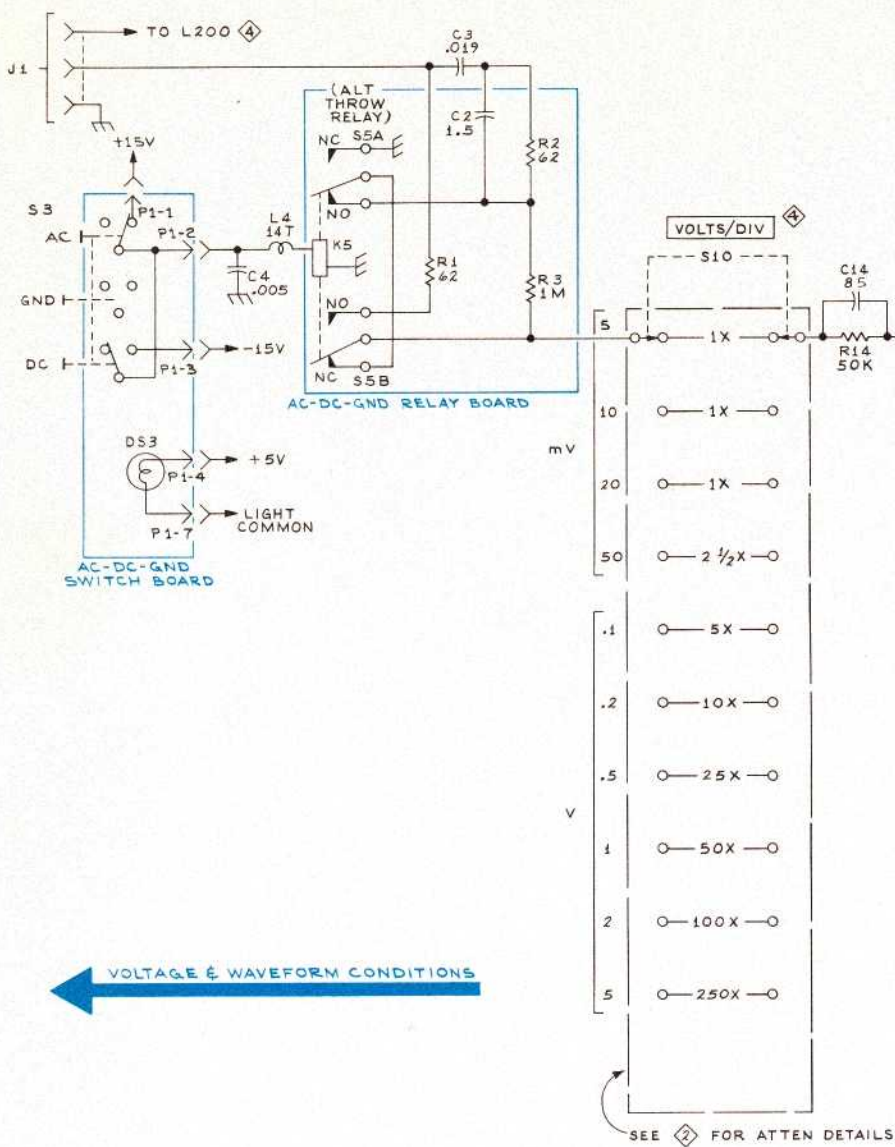 TO L200 4
J1
C3
.019
(ALT
THROW
RELAY)
NC S5A
C2
1.5
R2
62
+15V
S3
P1-1
AC
P1-2
L4
14T
NO
K5
C4
.005
R1
62
R3
1M
VOLTS/DIV 4
S10
C14
85
R14
50K
GND
NO
DC
P1-3
-15V
NC S5B
AC-DC-GND RELAY BOARD
DS3
P1-4
+5V
P1-7
LIGHT
COMMON
AC-DC-GND
SWITCH BOARD
mV
5 1X
10 1X
20 1X
50 2 1/2X
V
.1 5X
.2 10X
.5 25X
1 50X
2 100X
5 250X
VOLTAGE & WAVEFORM CONDITIONS
SEE 2 FOR ATTEN DETAILS